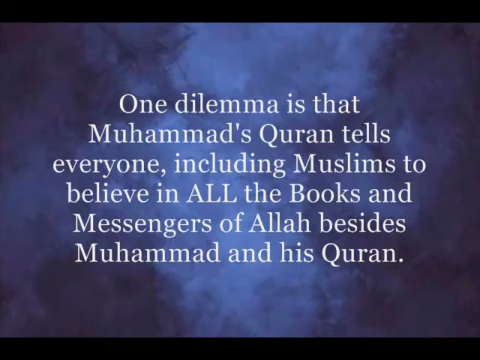 One dilemma is that
Muhammad's Quran tells
everyone, including Muslims to
believe in ALL the Books and
Messengers of Allah besides
Muhammad and his Quran.